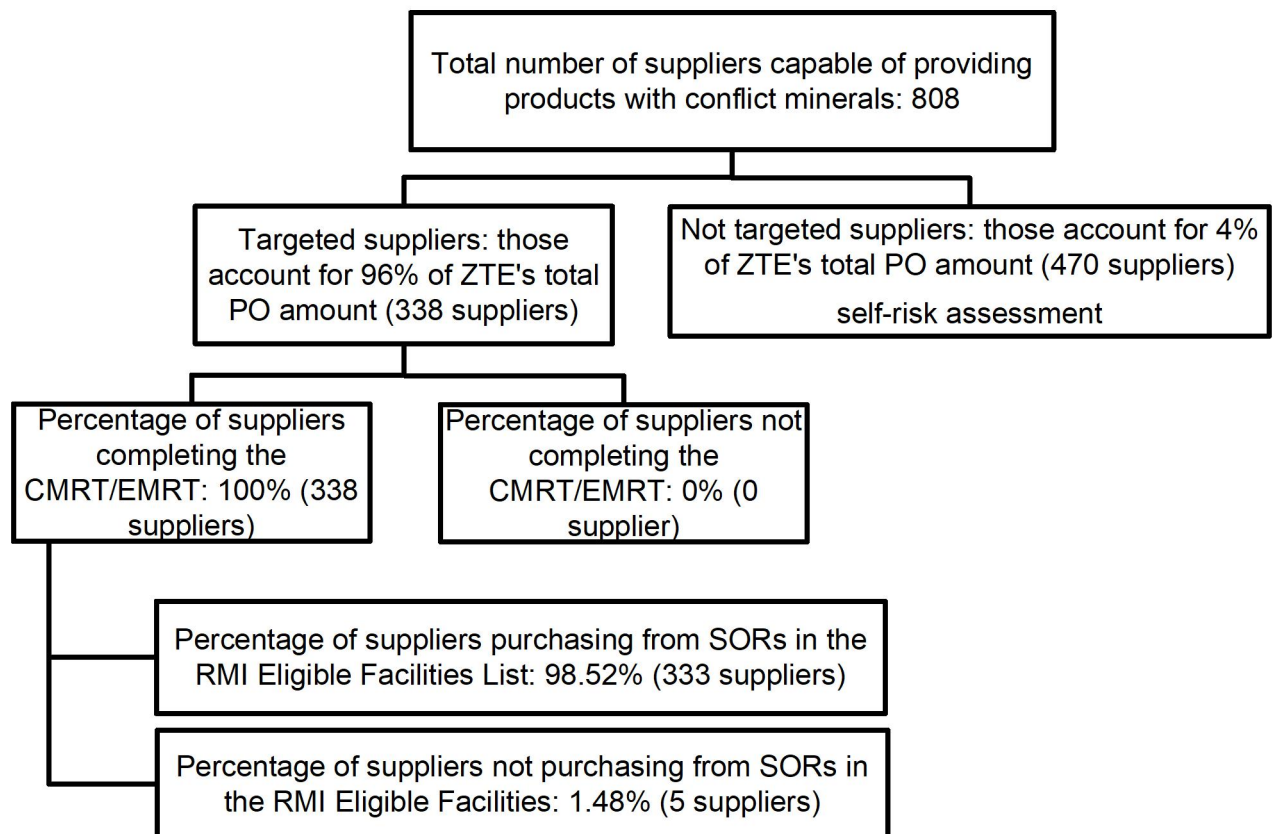 Total number of suppliers capable of providing
products with conflict minerals: 808
Targeted suppliers: those
account for 96% of ZTE's total
PO amount (338 suppliers)
Not targeted suppliers: those account for 4%
of ZTE's total PO amount (470 suppliers)
self-risk assessment
Percentage of suppliers
completing the
CMRT/EMRT: 100% (338
suppliers)
Percentage of suppliers not
completing the
CMRT/EMRT: 0% (0
supplier)
Percentage of suppliers purchasing from SORs in the
RMI Eligible Facilities List: 98.52% (333 suppliers)
Percentage of suppliers not purchasing from SORs in
the RMI Eligible Facilities: 1.48% (5 suppliers)